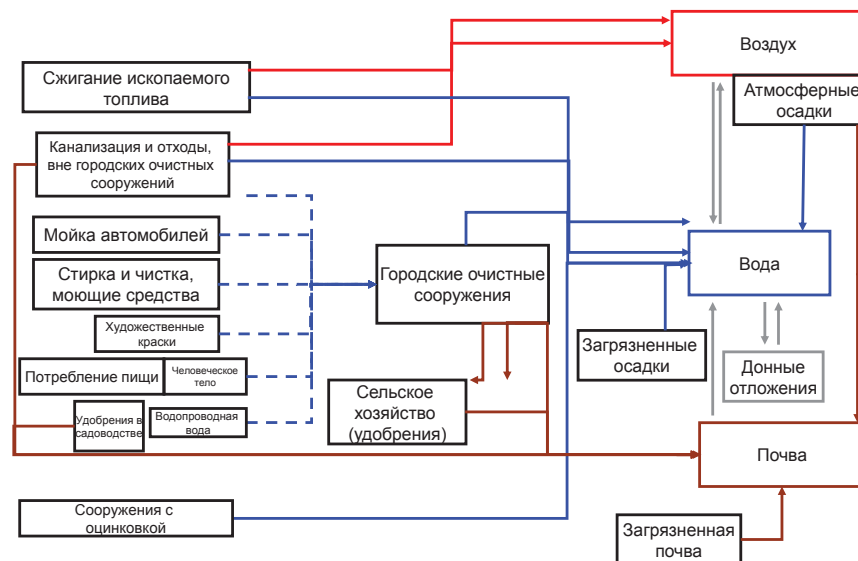 Воздух
Сжигание ископаемого
топлива
Атмосферные
осадки
Канализация и отходы,
вне городских очистных
сооружений
Мойка автомобилей
Стирка и чистка,
моющие средства
Городские очистные
сооружения
Вода
Художественные
краски
Загрязненные
осадки
Донные
отложения
Потребление пищи
Человеческое
тело
Сельское
хозяйство
(удобрения)
Удобрения в
садоводстве
Водопроводная
вода
Почва
Сооружения с
оцинковкой
Загрязненная
почва